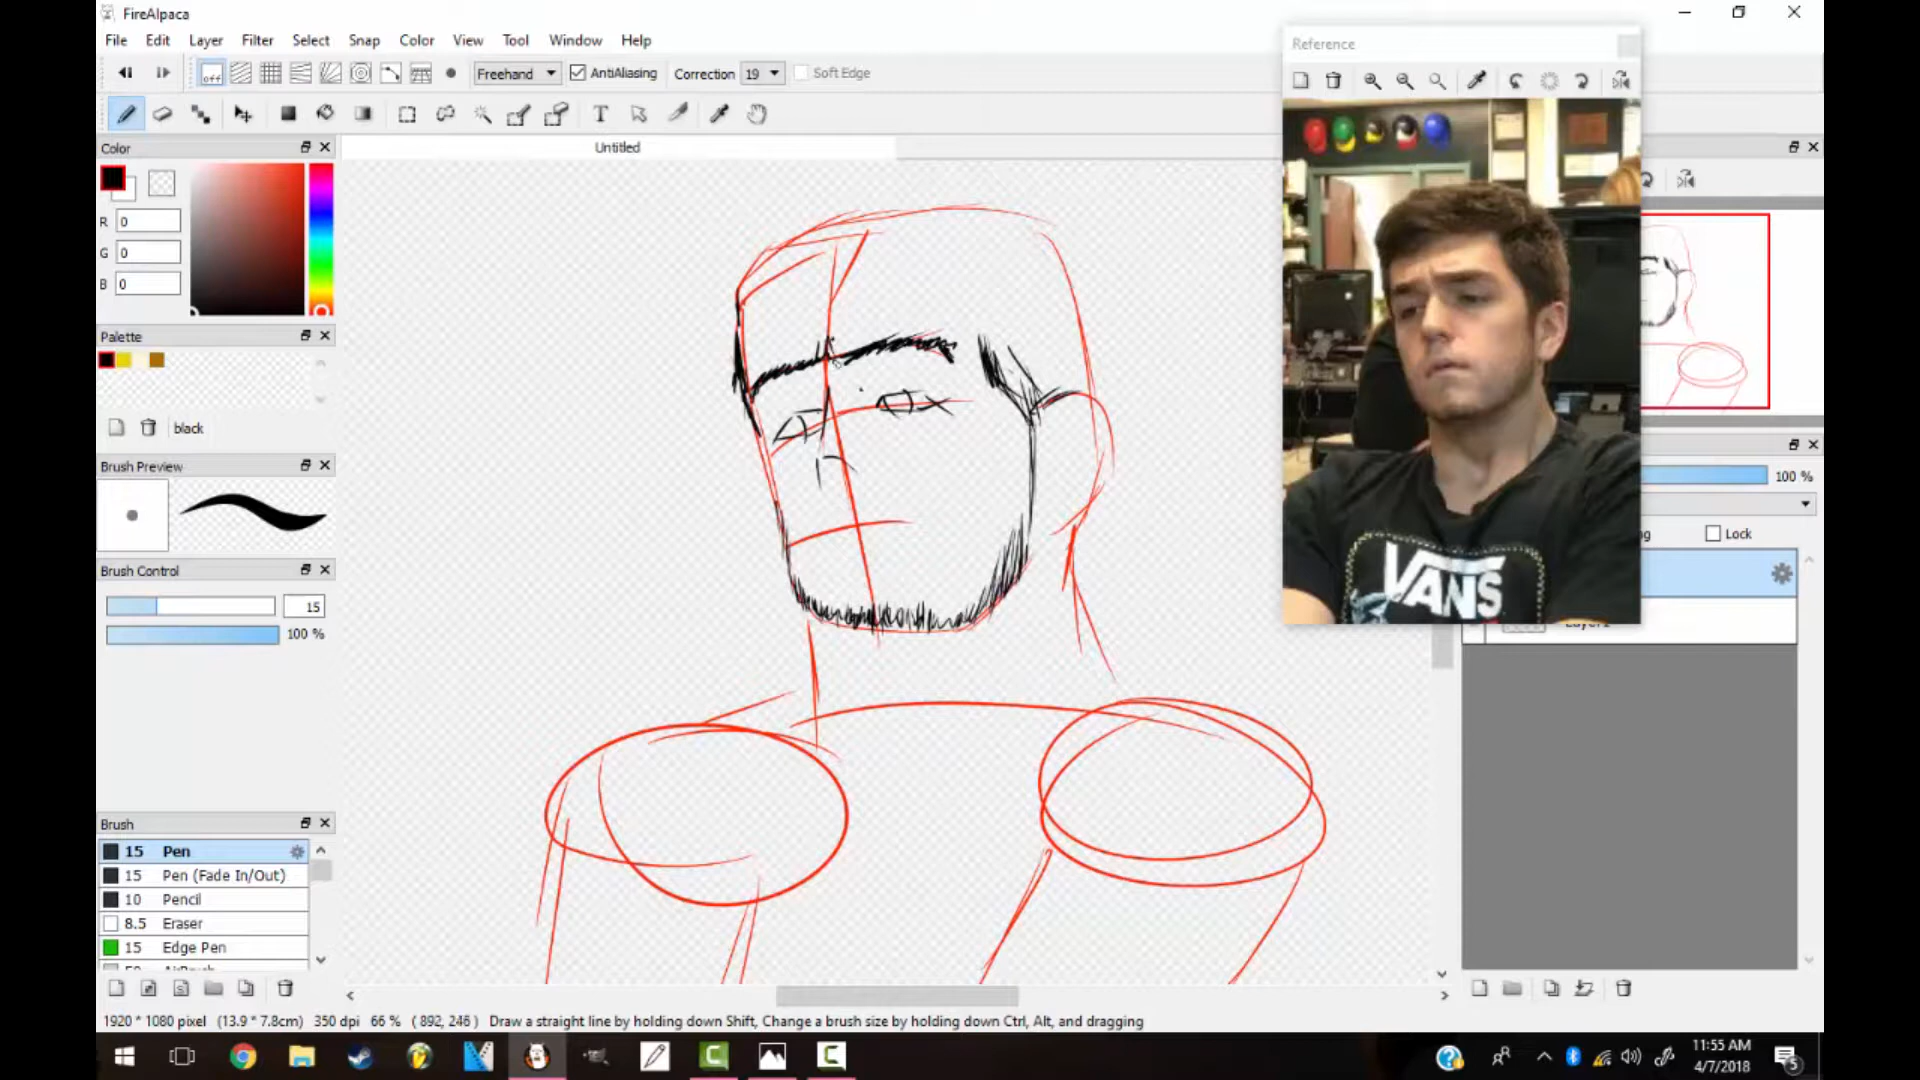 FireAlpaca
File Edit Layer Filter Select Snap Color View Tool Window Help
Reference
off Freehand AntiAliasing Correction 19 Soft Edge
T
Color
Untitled
R 0
G 0
B 0
Palette
black
Brush Preview
Brush Control
15
100 %
100 %
Lock
VANS
Brush
15 Pen
15 Pen (Fade In/Out)
10 Pencil
8.5 Eraser
15 Edge Pen
1920 * 1080 pixel (13.9 * 7.8cm) 350 dpi 66 % ( 892, 246 ) Draw a straight line by holding down Shift, Change a brush size by holding down Ctrl, Alt, and dragging
11:55 AM
4/7/2018
5